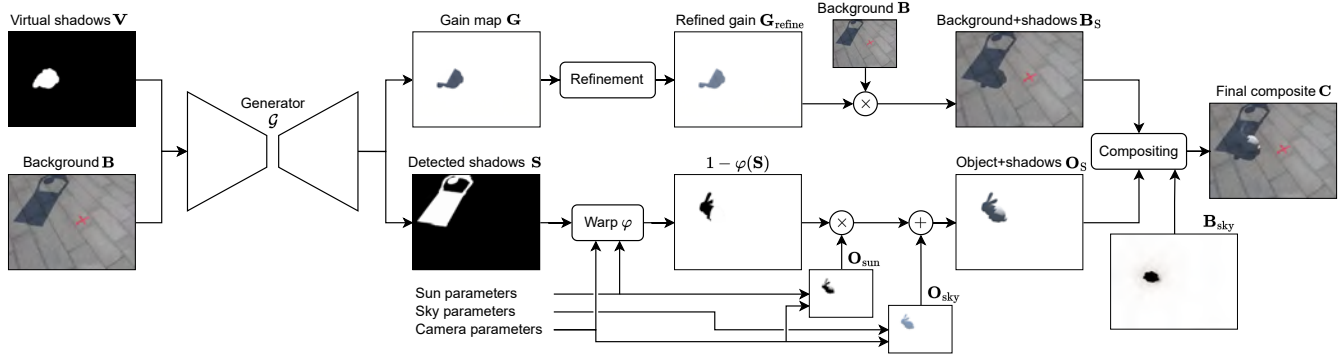 Virtual shadows V
Background B
Generator
𝒢
Gain map G
Detected shadows S
Refinement
Warp φ
Refined gain G_refine
1 − φ(S)
Background B
×
×
+
Background+shadows B_S
Object+shadows O_S
O_sun
O_sky
Compositing
B_sky
Final composite C
Sun parameters
Sky parameters
Camera parameters